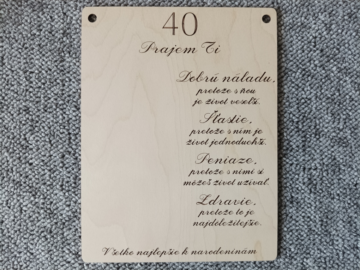 40
Prajem Ti
Dobrú náladu,
pretože s ňou
je život veselší.
Šťastie,
pretože s ním je
život jednoduchší.
Peniaze,
pretože s nimi si
môžeš život užívať.
Zdravie,
pretože to je
najdôležitejšie.
Všetko najlepšie k narodeninám